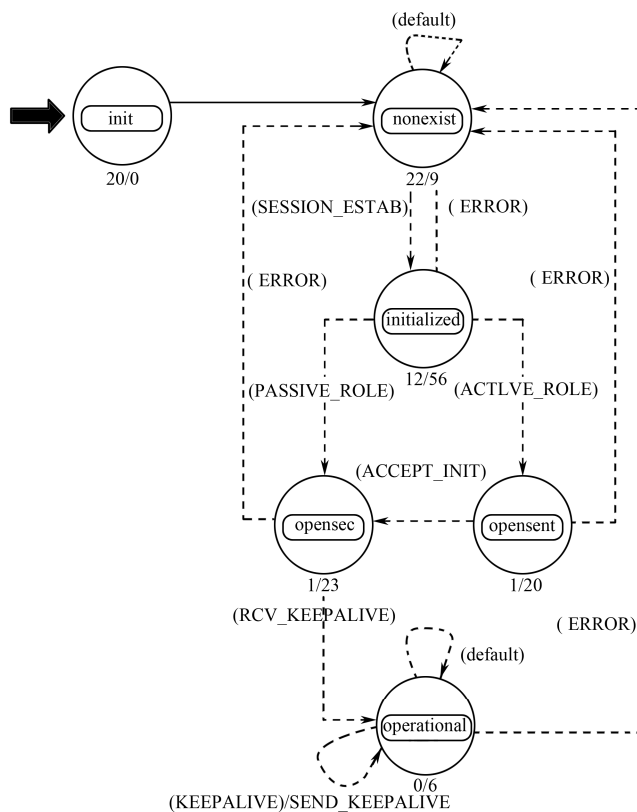 (default)
init
nonexist
20/0
22/9
(SESSION_ESTAB)
( ERROR)
( ERROR)
( ERROR)
initialized
12/56
(PASSIVE_ROLE)
(ACTLVE_ROLE)
(ACCEPT_INIT)
opensec
opensent
1/23
1/20
(RCV_KEEPALIVE)
( ERROR)
(default)
operational
0/6
(KEEPALIVE)/SEND_KEEPALIVE